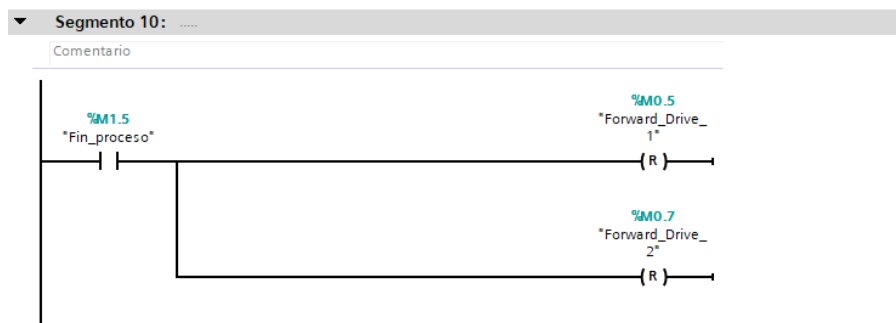 Segmento 10: .....
Comentario
%M1.5
"Fin_proceso"
%M0.5
"Forward_Drive_
1"
R
%M0.7
"Forward_Drive_
2"
R